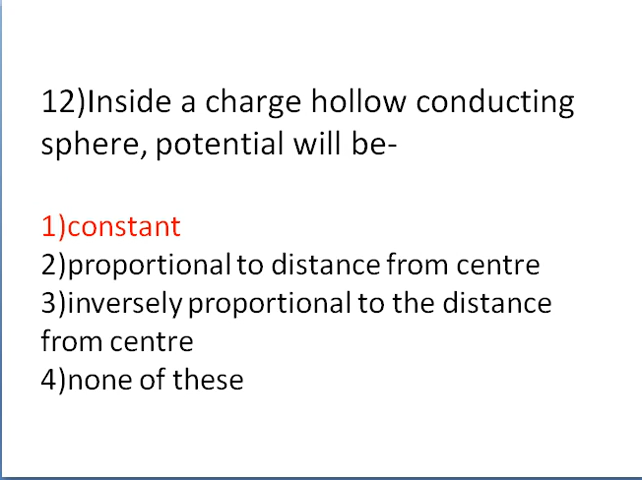 12)Inside a charge hollow conducting
sphere, potential will be-
1)constant
2)proportional to distance from centre
3)inversely proportional to the distance
from centre
4)none of these